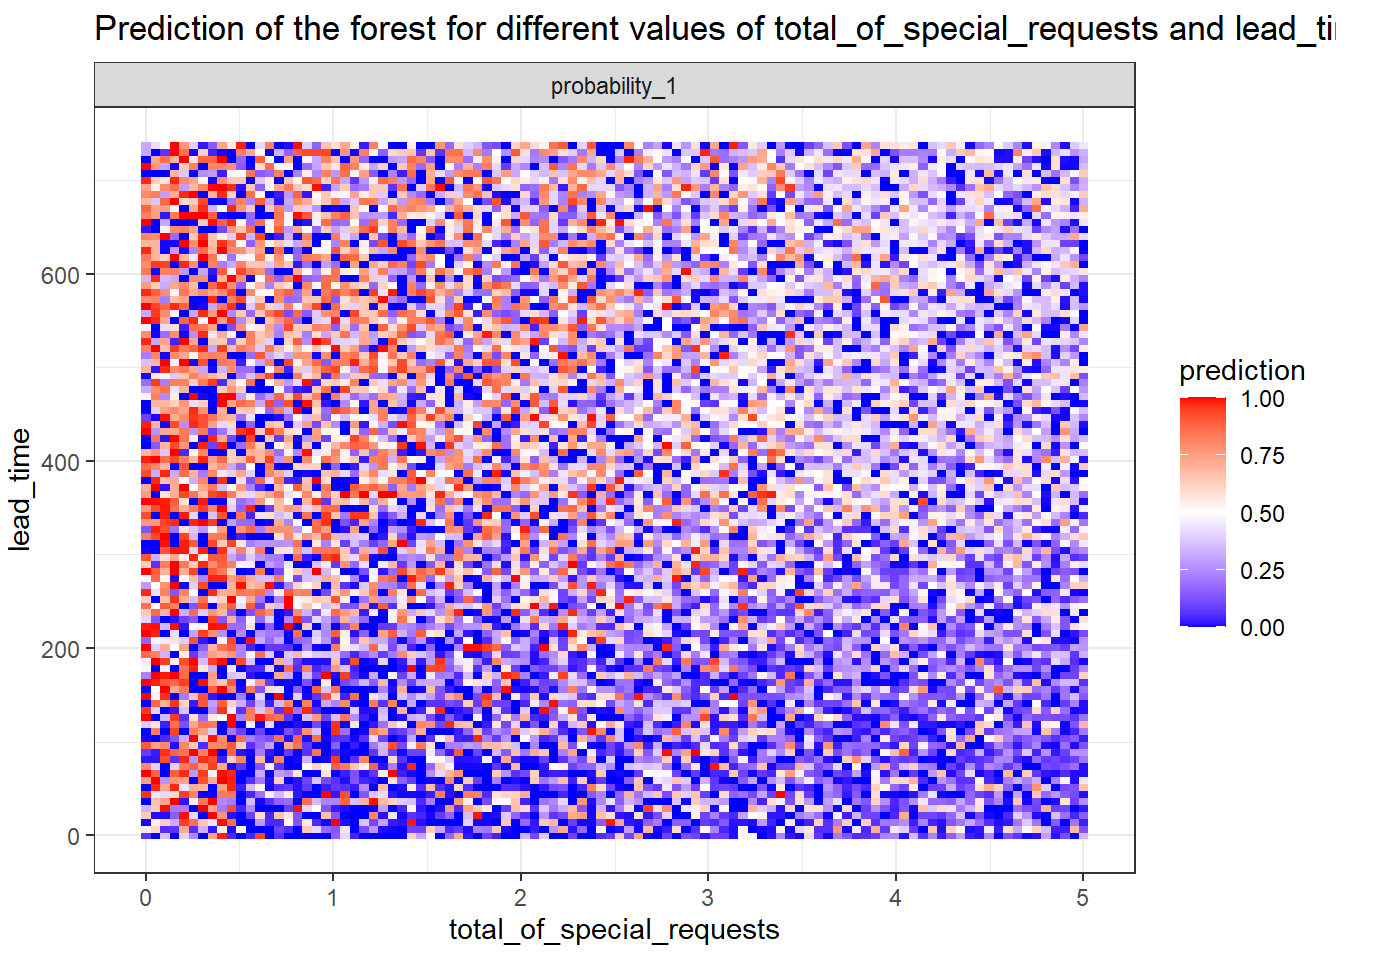 Prediction of the forest for different values of total_of_special_requests and
probability_1
600
400
200
0
lead_time
0 1 2 3 4 5
total_of_special_requests
prediction
1.00
0.75
0.50
0.25
0.00